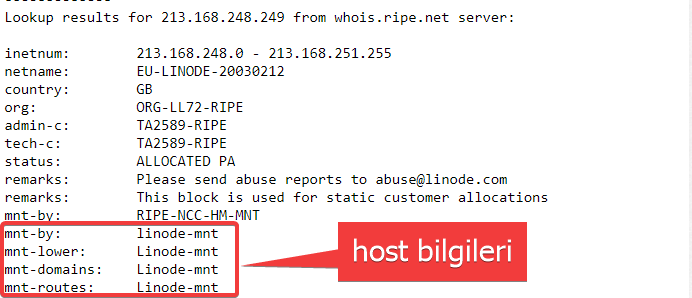 Lookup results for 213.168.248.249 from whois.ripe.net server:
inetnum: 213.168.248.0 - 213.168.251.255
netname: EU-LINODE-20030212
country: GB
org: ORG-LL72-RIPE
admin-c: TA2589-RIPE
tech-c: TA2589-RIPE
status: ALLOCATED PA
remarks: Please send abuse reports to abuse@linode.com
remarks: This block is used for static customer allocations
mnt-by: RIPE-NCC-HM-MNT
mnt-by: linode-mnt
mnt-lower: Linode-mnt
mnt-domains: Linode-mnt
mnt-routes: Linode-mnt
host bilgileri